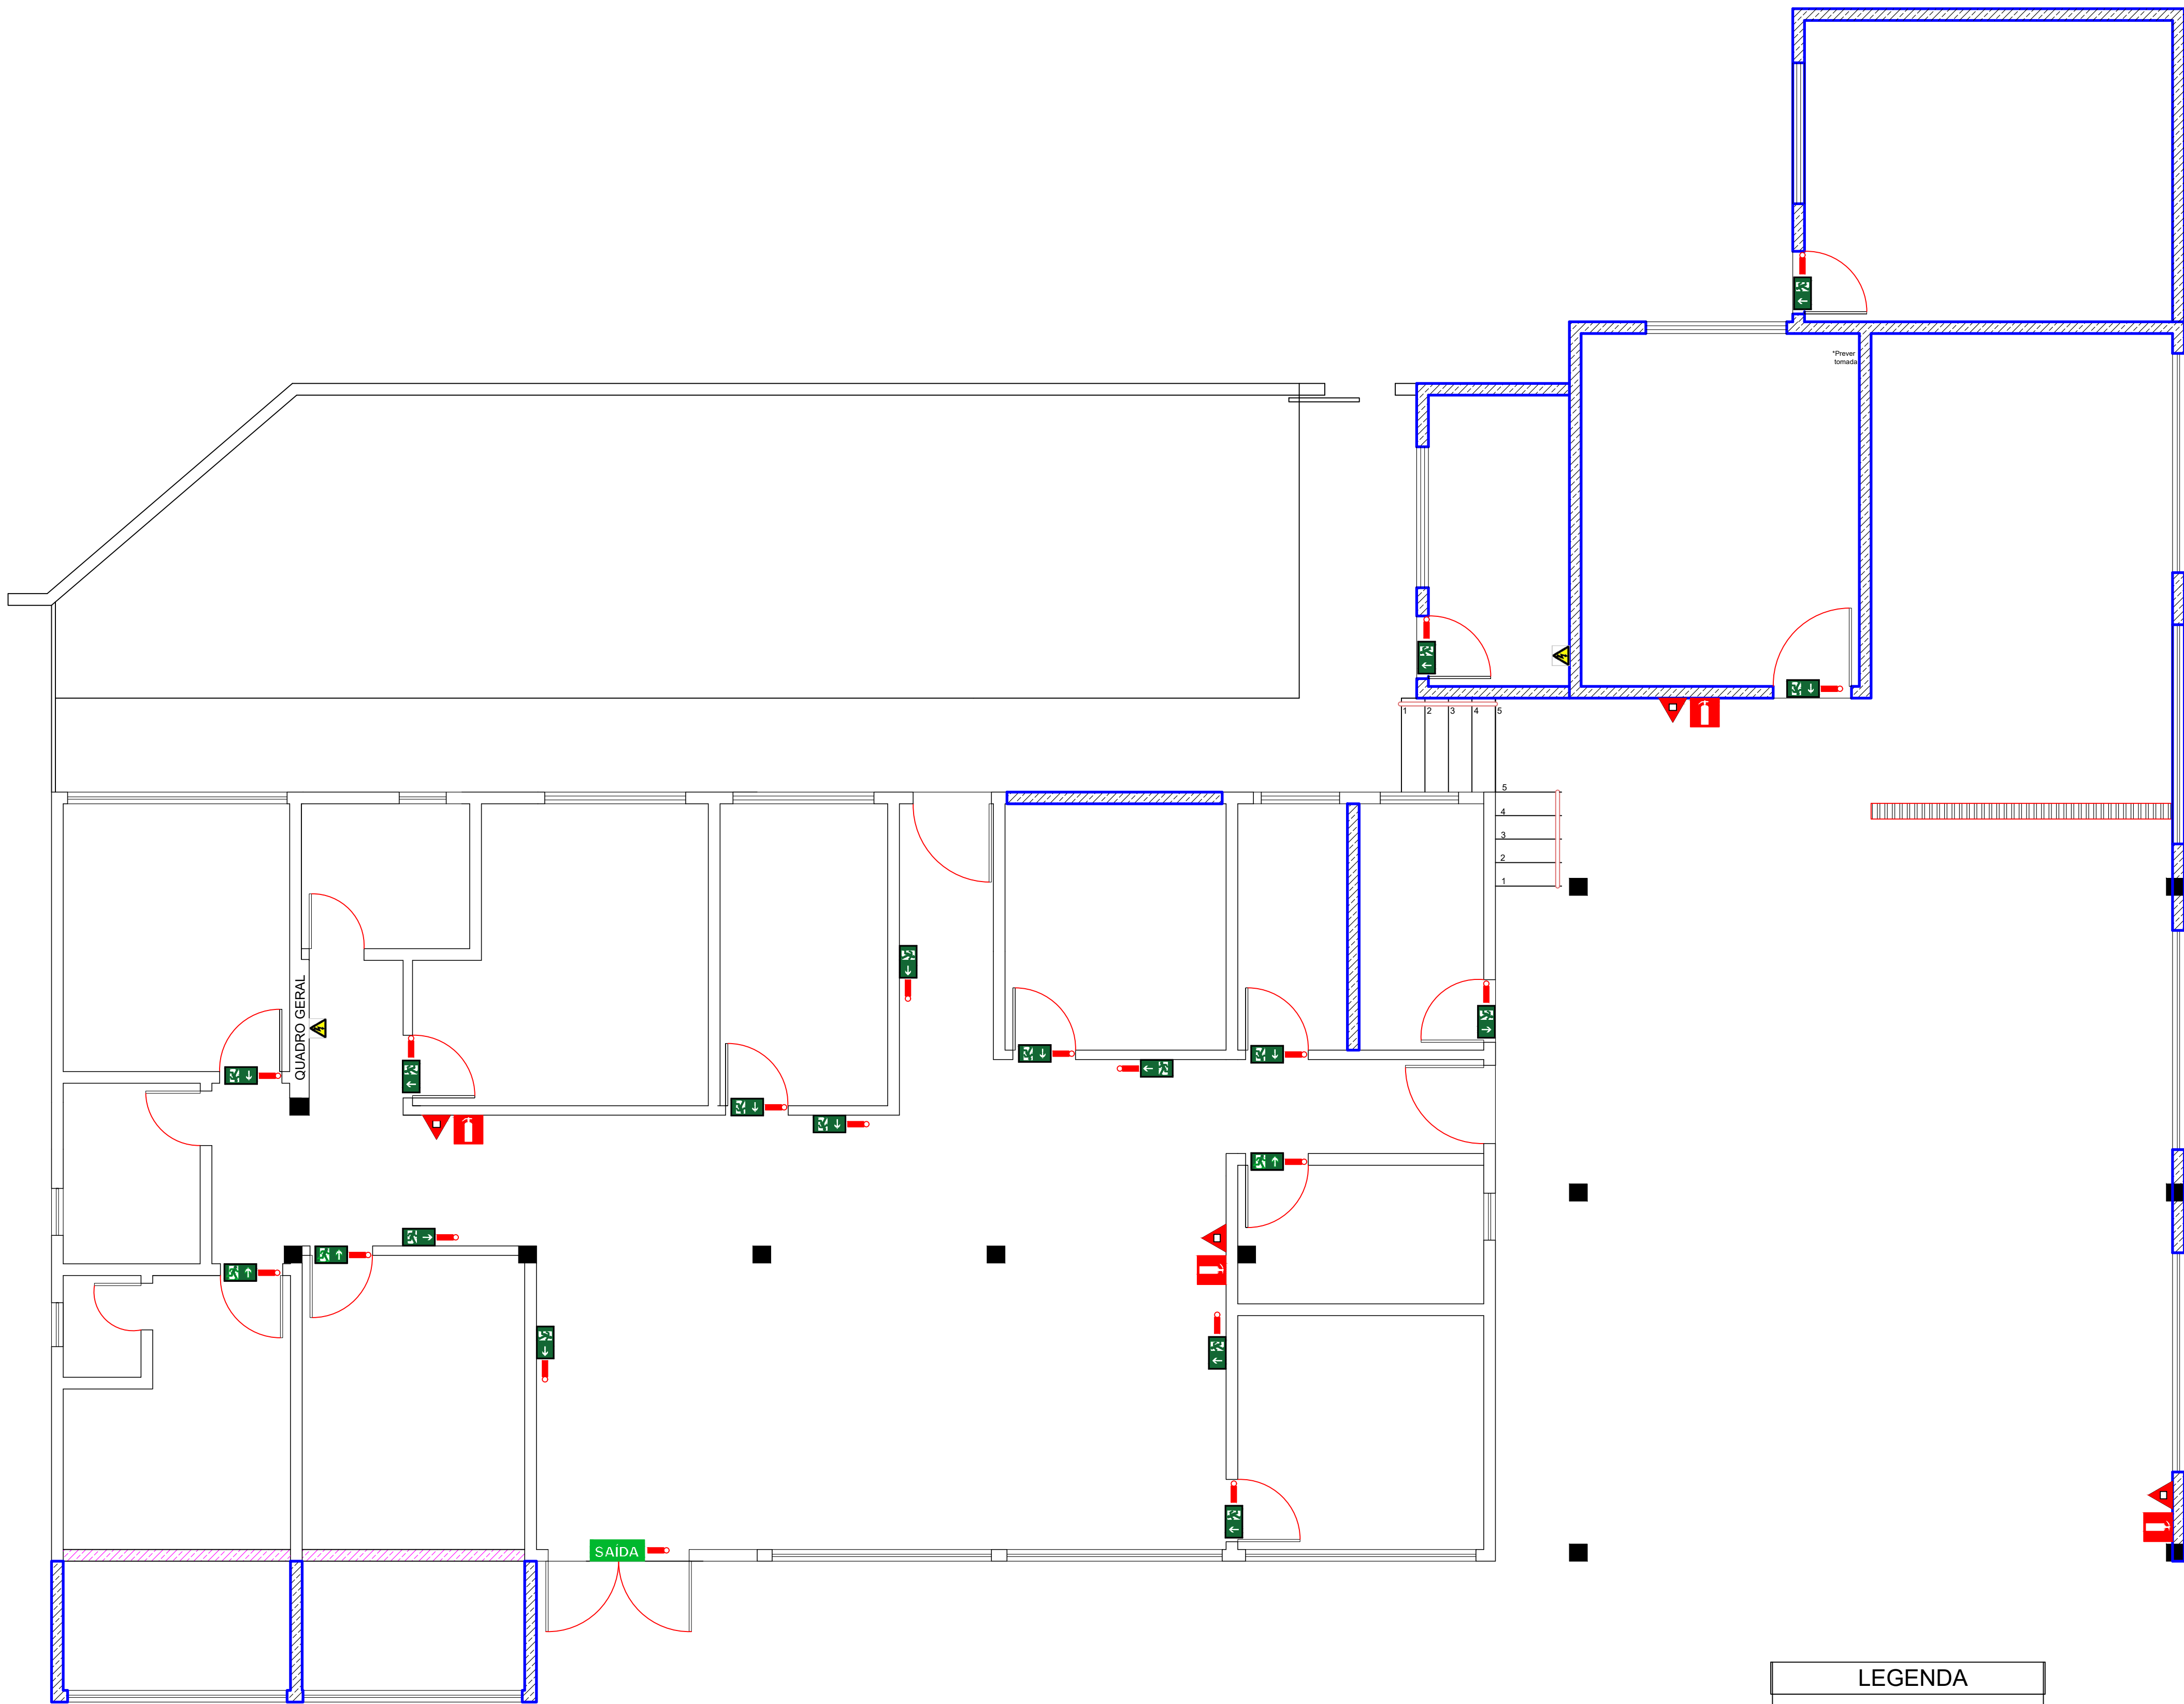 *Prever
tomada
1 2 3 4 5
5
4
3
2
1
QUADRO GERAL
SAÍDA
LEGENDA